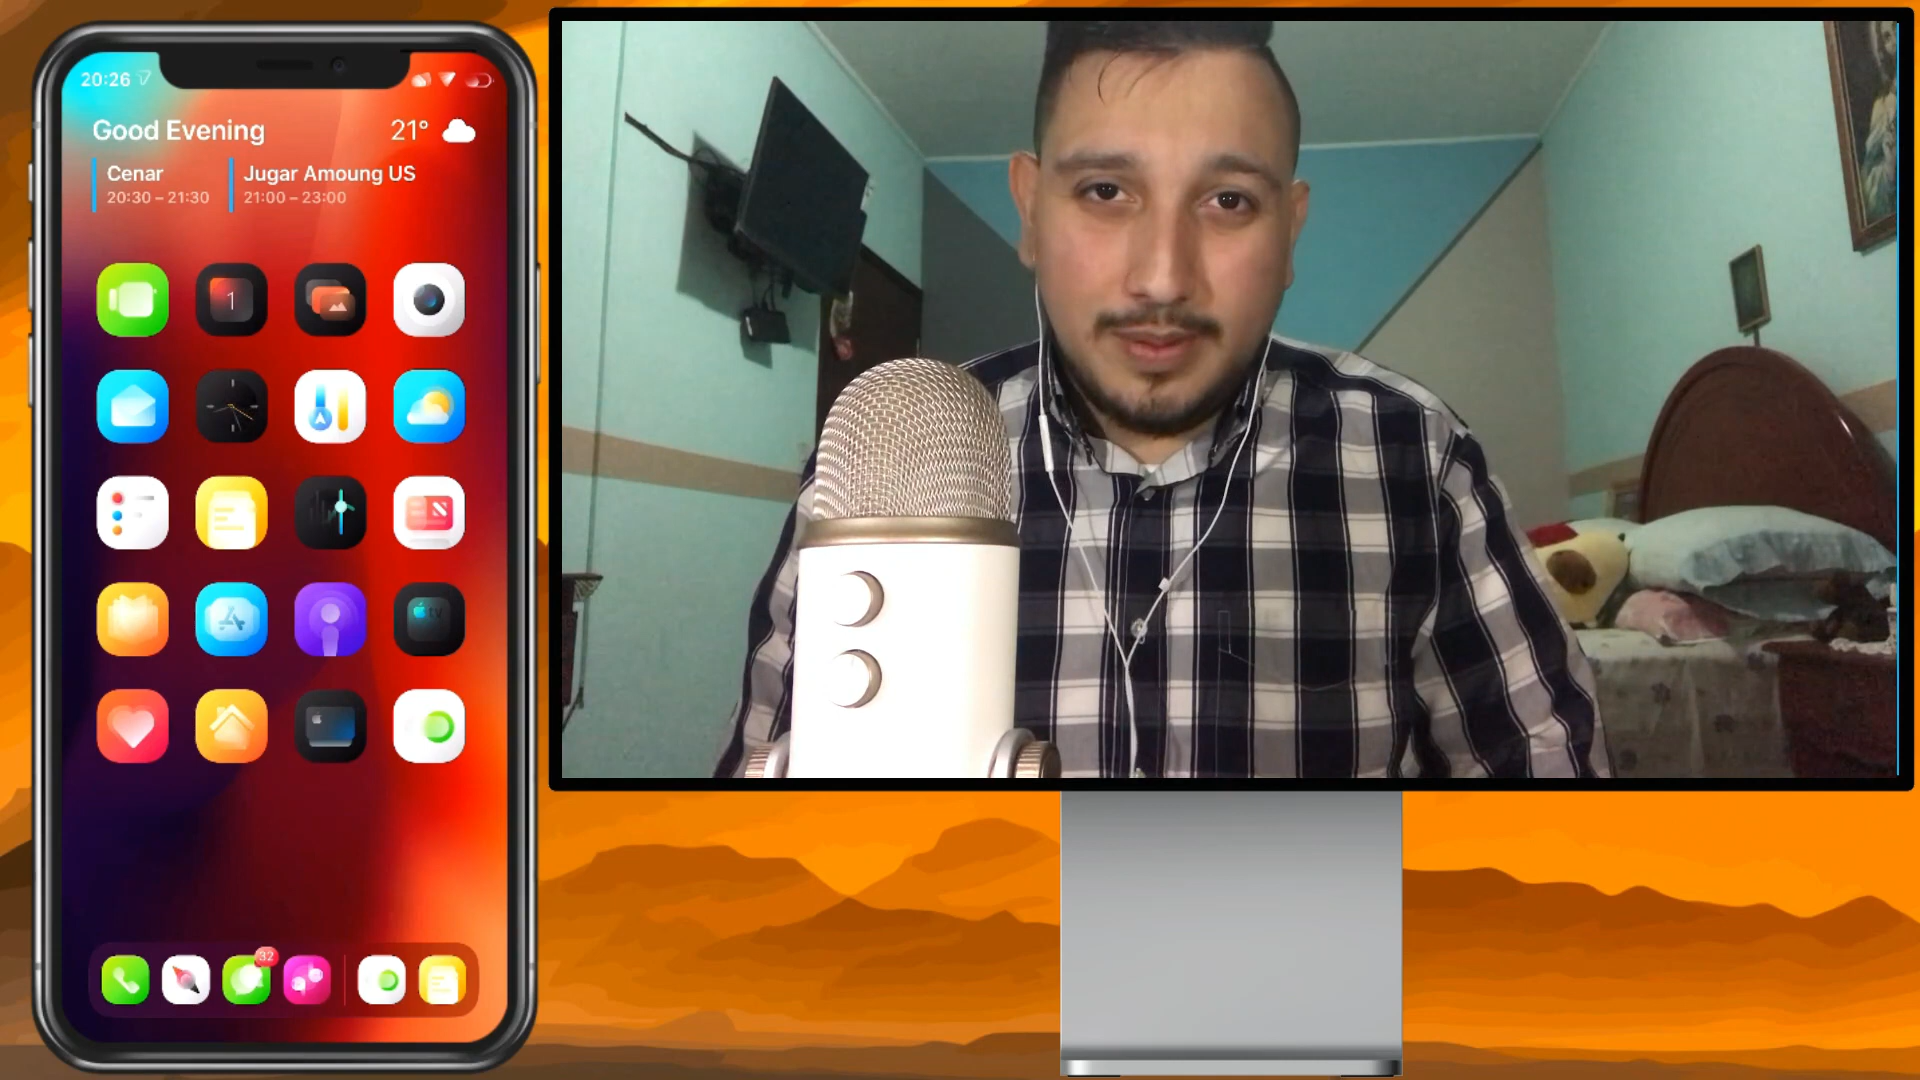 20:26
Good Evening
21°
Cenar
Jugar Amoung US
20:30 – 21:30
21:00 – 23:00
1
tv
32